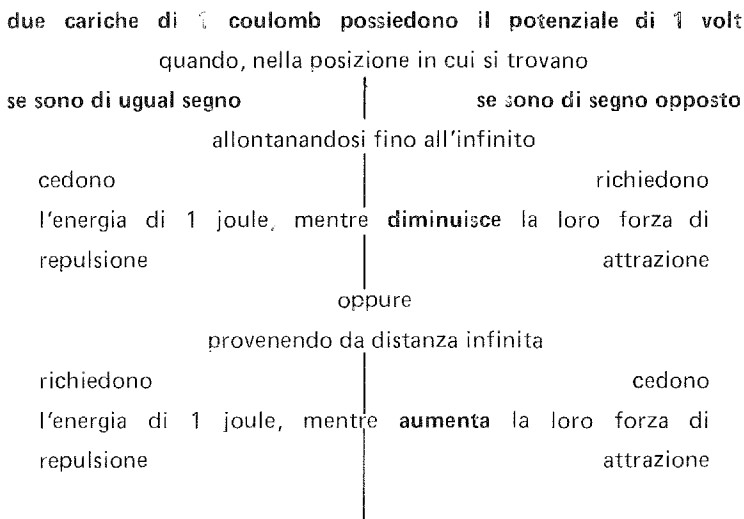 due cariche di 1 coulomb possiedono il potenziale di 1 volt
quando, nella posizione in cui si trovano
se sono di ugual segno se sono di segno opposto
allontanandosi fino all'infinito
cedono richiedono
l'energia di 1 joule, mentre diminuisce la loro forza di
repulsione attrazione
oppure
provenendo da distanza infinita
richiedono cedono
l'energia di 1 joule, mentre aumenta la loro forza di
repulsione attrazione